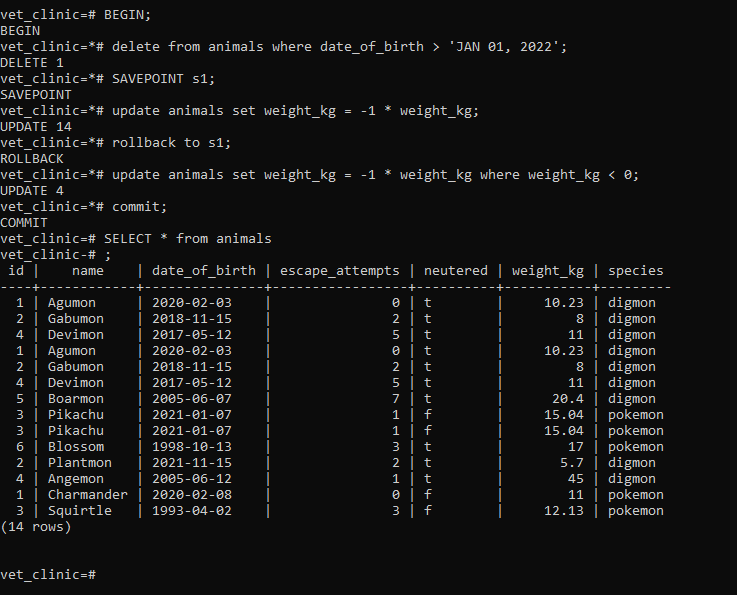 vet_clinic=# BEGIN;
BEGIN
vet_clinic=*# delete from animals where date_of_birth > 'JAN 01, 2022';
DELETE 1
vet_clinic=*# SAVEPOINT s1;
SAVEPOINT
vet_clinic=*# update animals set weight_kg = -1 * weight_kg;
UPDATE 14
vet_clinic=*# rollback to s1;
ROLLBACK
vet_clinic=*# update animals set weight_kg = -1 * weight_kg where weight_kg < 0;
UPDATE 4
vet_clinic=*# commit;
COMMIT
vet_clinic=# SELECT * from animals
vet_clinic-# ;
 id |    name    | date_of_birth | escape_attempts | neutered | weight_kg | species
----+------------+---------------+-----------------+----------+-----------+---------
  1 | Agumon     | 2020-02-03    |               0 | t        |     10.23 | digmon
  2 | Gabumon    | 2018-11-15    |               2 | t        |         8 | digmon
  4 | Devimon    | 2017-05-12    |               5 | t        |        11 | digmon
  1 | Agumon     | 2020-02-03    |               0 | t        |     10.23 | digmon
  2 | Gabumon    | 2018-11-15    |               2 | t        |         8 | digmon
  4 | Devimon    | 2017-05-12    |               5 | t        |        11 | digmon
  5 | Boarmon    | 2005-06-07    |               7 | t        |      20.4 | digmon
  3 | Pikachu    | 2021-01-07    |               1 | f        |     15.04 | pokemon
  3 | Pikachu    | 2021-01-07    |               1 | f        |     15.04 | pokemon
  6 | Blossom    | 1998-10-13    |               3 | t        |        17 | pokemon
  2 | Plantmon   | 2021-11-15    |               2 | t        |       5.7 | digmon
  4 | Angemon    | 2005-06-12    |               1 | t        |        45 | digmon
  1 | Charmander | 2020-02-08    |               0 | f        |        11 | pokemon
  3 | Squirtle   | 1993-04-02    |               3 | f        |     12.13 | pokemon
(14 rows)
vet_clinic=#